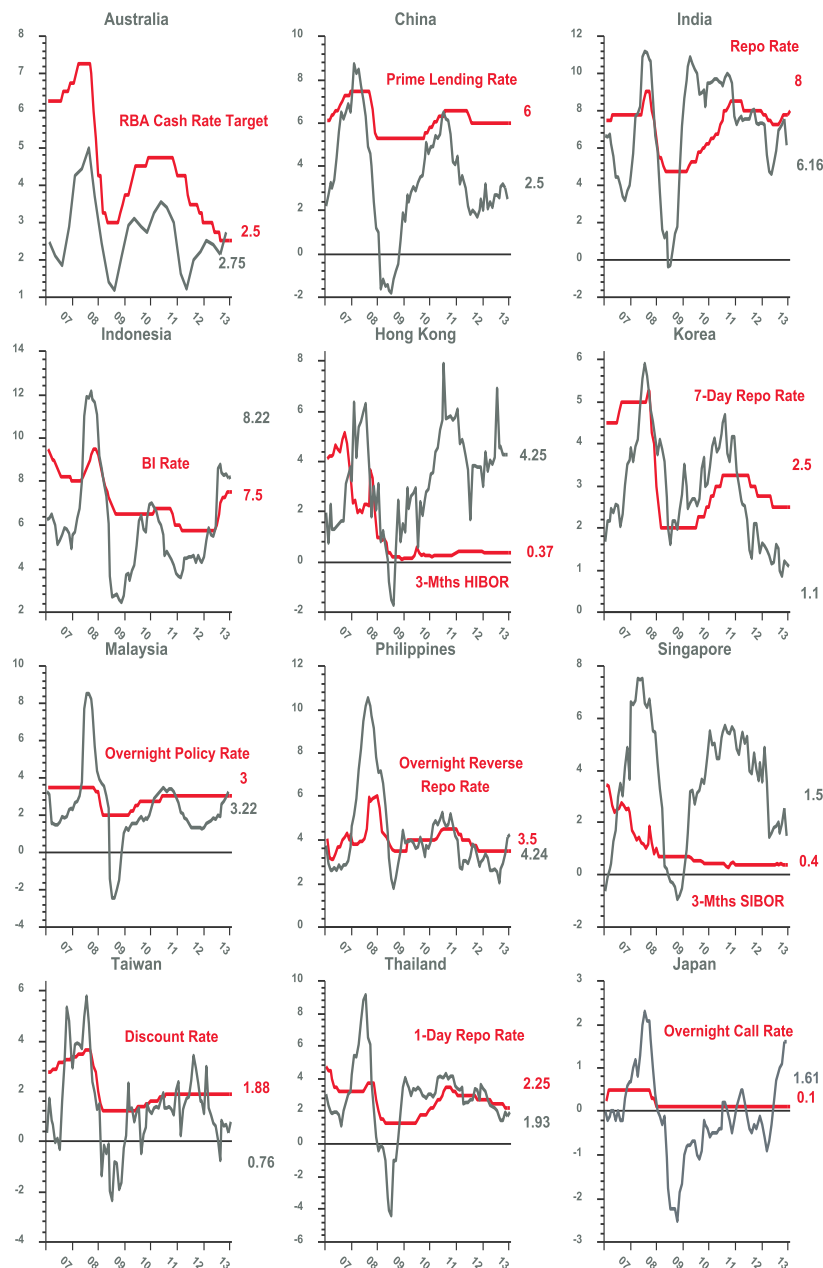 Australia
8
7
6
5
4
3
2
1
RBA Cash Rate Target
2.5
2.75
07 08 09 10 11 12 13
China
10
8
6
4
2
0
-2
Prime Lending Rate
6
2.5
07 08 09 10 11 12 13
India
12
10
8
6
4
2
0
-2
Repo Rate
8
6.16
07 08 09 10 11 12 13
Indonesia
14
12
10
8
6
4
2
8.22
BI Rate
7.5
07 08 09 10 11 12 13
Hong Kong
8
6
4
2
0
-2
4.25
0.37
3-Mths HIBOR
07 08 09 10 11 12 13
Korea
6
5
4
3
2
1
0
7-Day Repo Rate
2.5
1.1
07 08 09 10 11 12 13
Malaysia
10
8
6
4
2
0
-2
-4
Overnight Policy Rate
3
3.22
07 08 09 10 11 12 13
Philippines
12
10
8
6
4
2
0
Overnight Reverse
Repo Rate
3.5
4.24
07 08 09 10 11 12 13
Singapore
8
6
4
2
0
-2
1.5
0.4
3-Mths SIBOR
07 08 09 10 11 12 13
Taiwan
6
4
2
0
-2
-4
Discount Rate
1.88
0.76
07 08 09 10 11 12 13
Thailand
10
8
6
4
2
0
-2
-4
-6
1-Day Repo Rate
2.25
1.93
07 08 09 10 11 12 13
Japan
3
2
1
0
-1
-2
-3
Overnight Call Rate
1.61
0.1
07 08 09 10 11 12 13